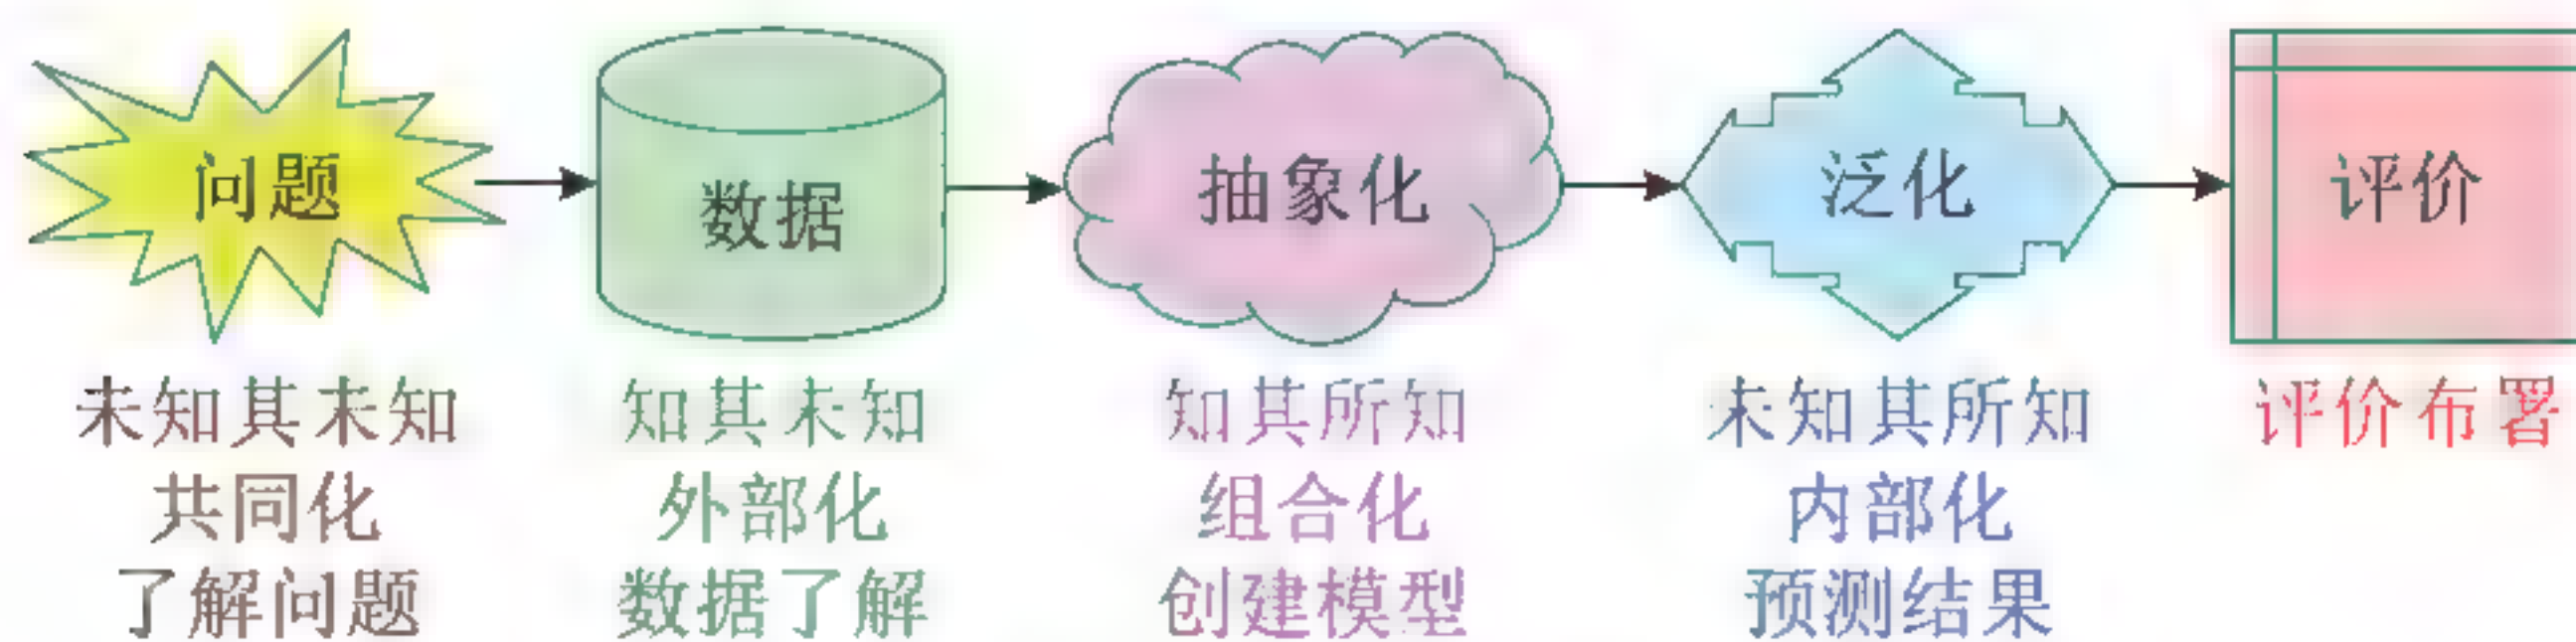 问题
数据
抽象化
泛化
评价
未知其未知
共同化
了解问题
知其未知
外部化
数据了解
知其所知
组合化
创建模型
未知其所知
内部化
预测结果
评价布署